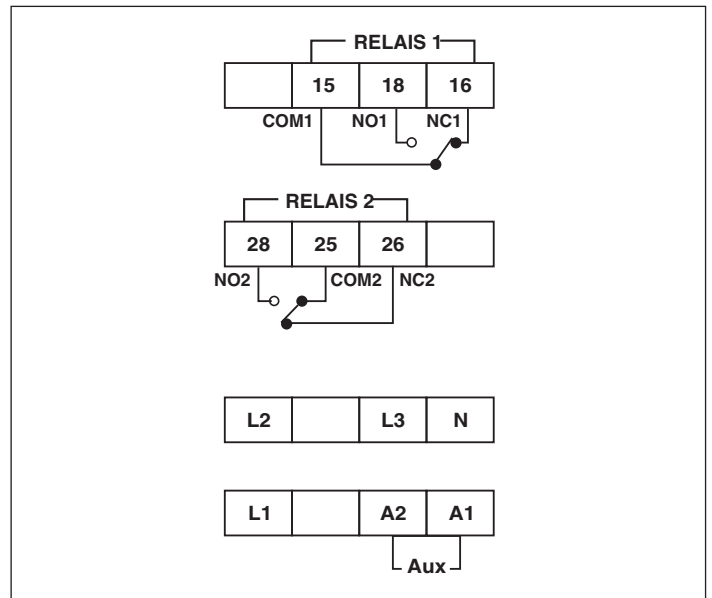 RELAIS 1
15 18 16
COM1 NO1 NC1
RELAIS 2
28 25 26
NO2 COM2 NC2
L2 L3 N
L1 A2 A1
Aux